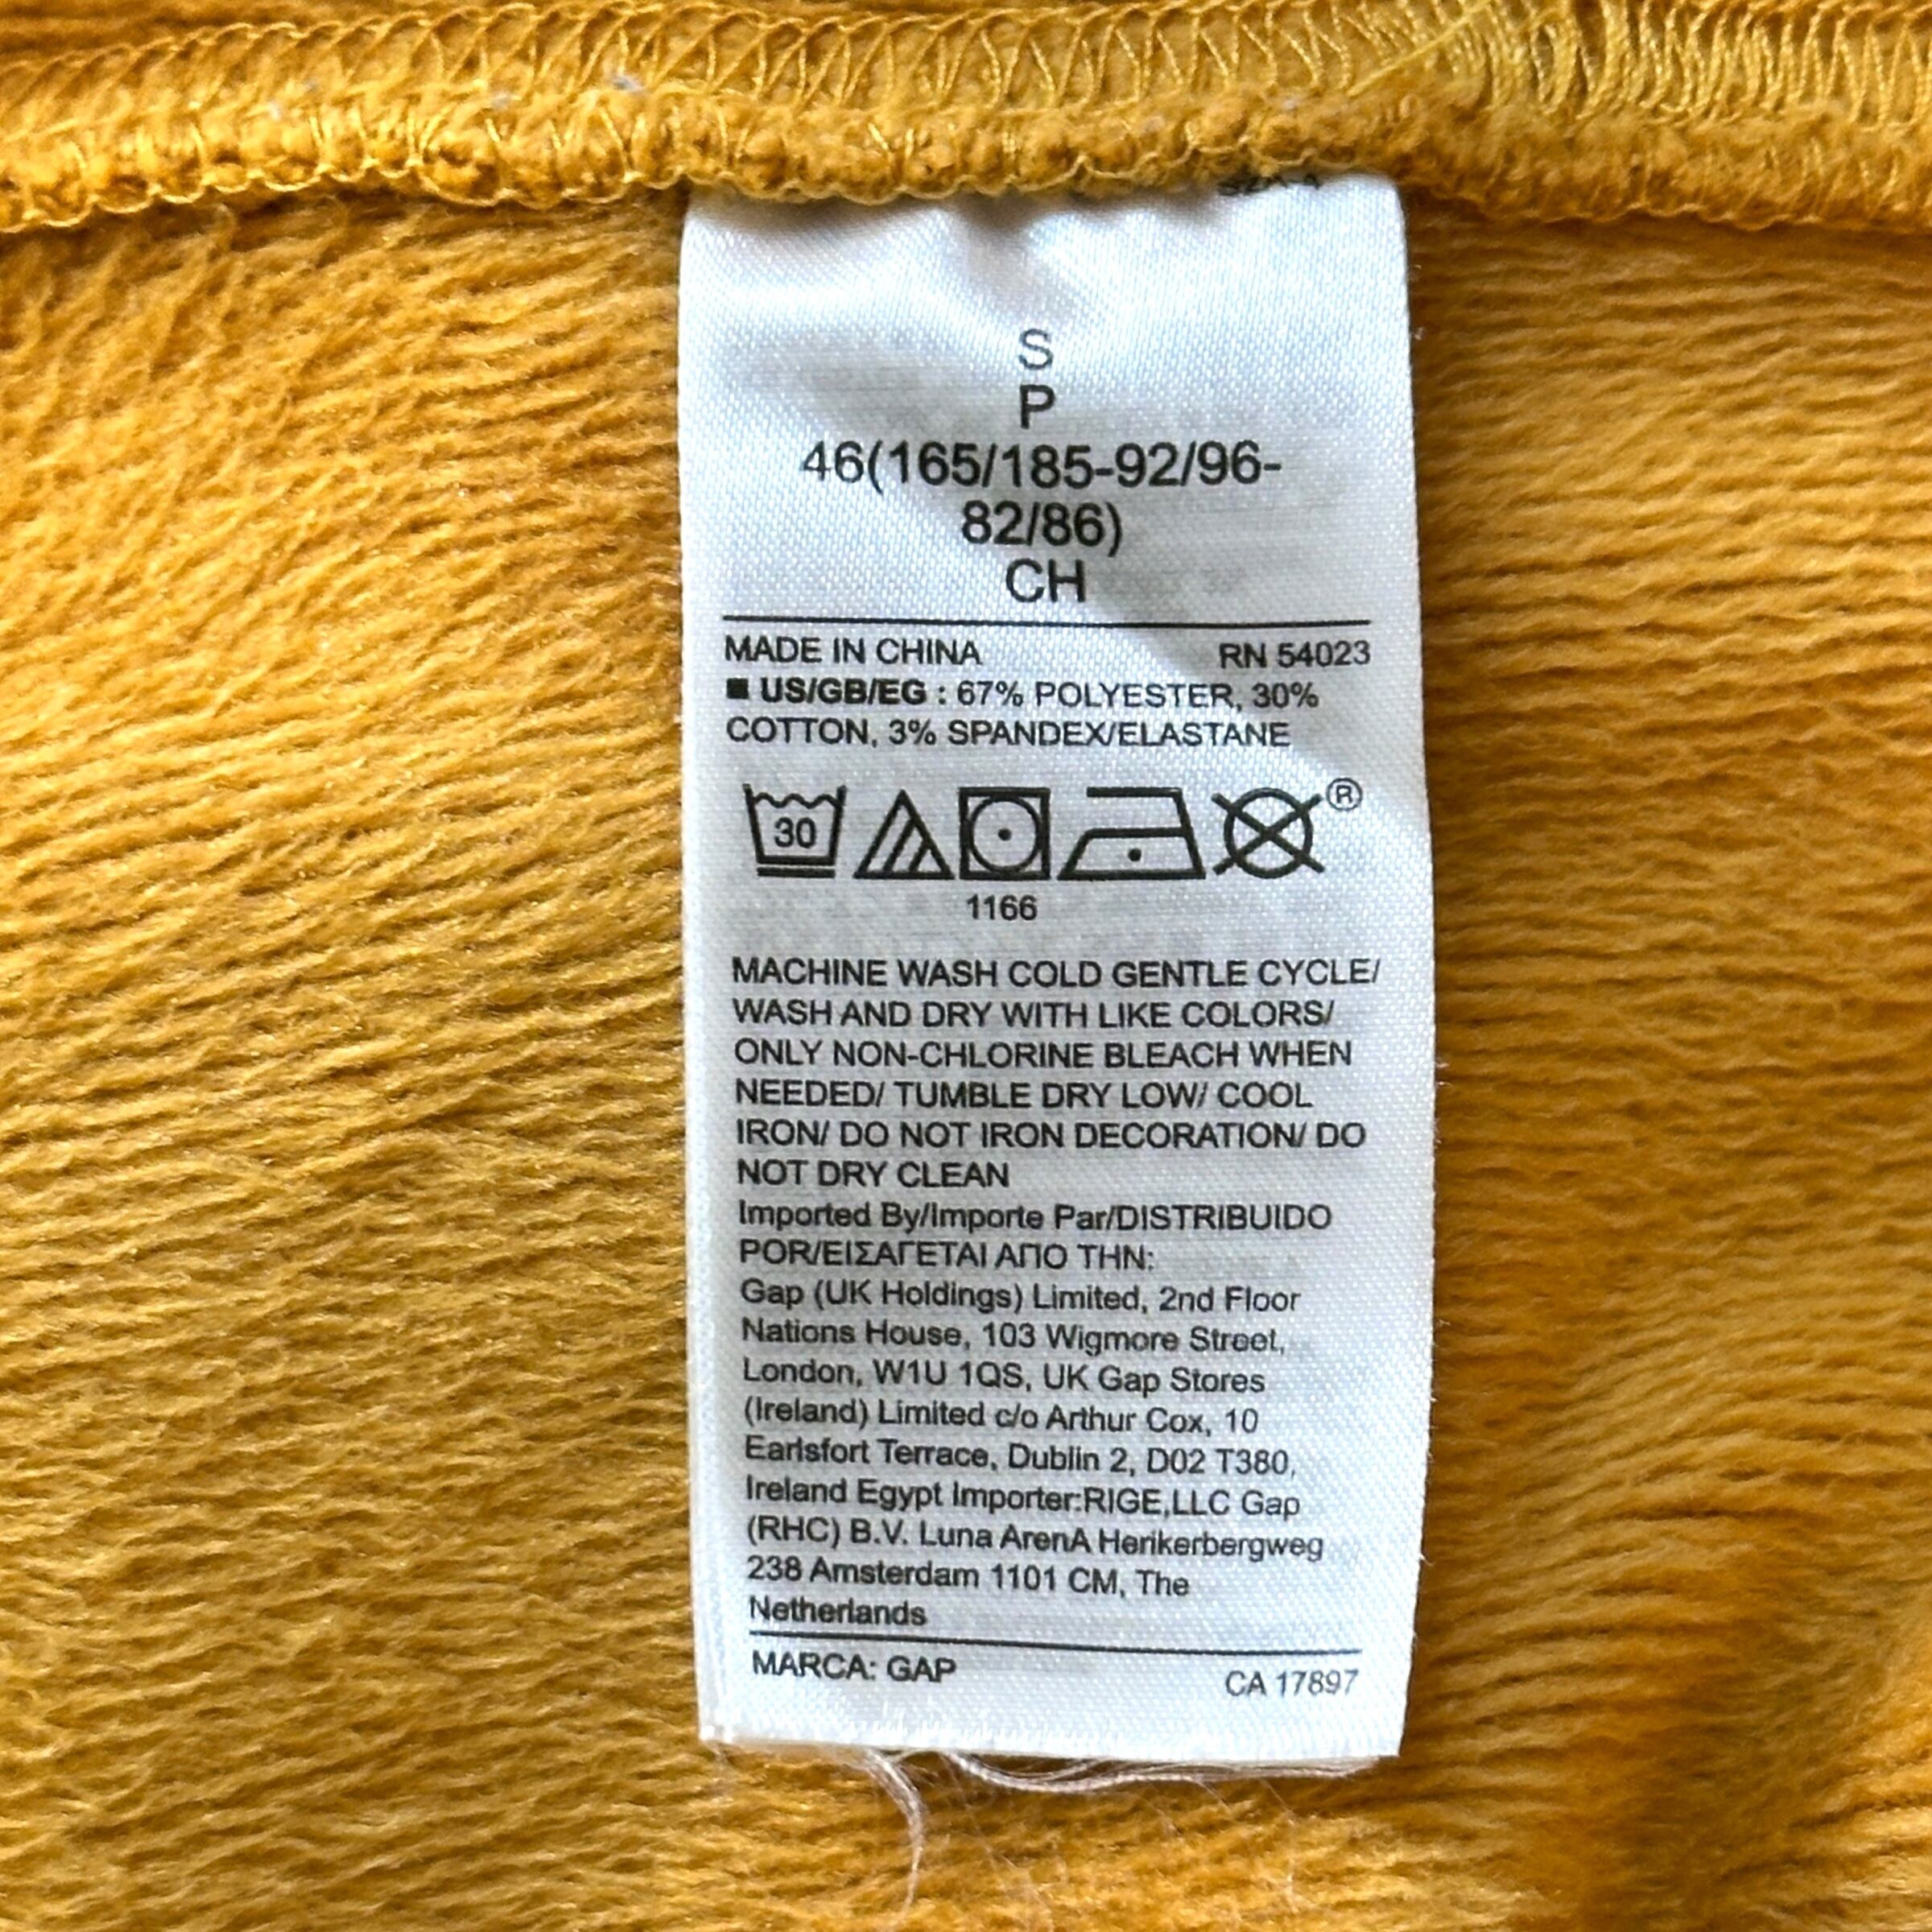 S
P
46(165/185-92/96-
82/86)
CH
MADE IN CHINA RN 54023
■ US/GB/EG : 67% POLYESTER, 30%
COTTON, 3% SPANDEX/ELASTANE
30 ®
1166
MACHINE WASH COLD GENTLE CYCLE/
WASH AND DRY WITH LIKE COLORS/
ONLY NON-CHLORINE BLEACH WHEN
NEEDED/ TUMBLE DRY LOW/ COOL
IRON/ DO NOT IRON DECORATION/ DO
NOT DRY CLEAN
Imported By/Importe Par/DISTRIBUIDO
POR/ΕΙΣΑΓΕΤΑΙ ΑΠΟ ΤΗΝ:
Gap (UK Holdings) Limited, 2nd Floor
Nations House, 103 Wigmore Street,
London, W1U 1QS, UK Gap Stores
(Ireland) Limited c/o Arthur Cox, 10
Earlsfort Terrace, Dublin 2, D02 T380,
Ireland Egypt Importer:RIGE,LLC Gap
(RHC) B.V. Luna ArenA Herikerbergweg
238 Amsterdam 1101 CM, The
Netherlands
MARCA: GAP CA 17897